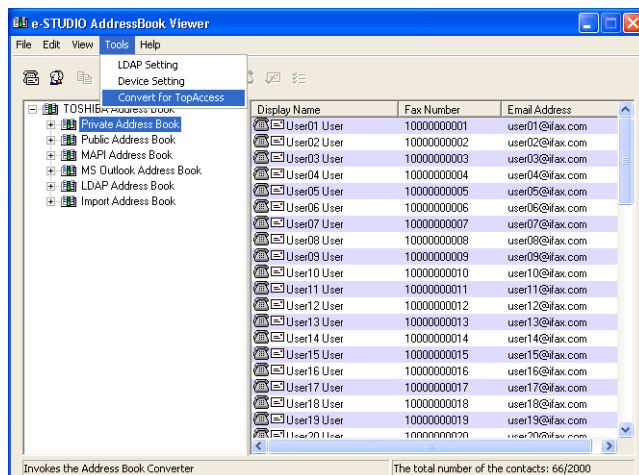 e-STUDIO AddressBook Viewer
File Edit View Tools Help
LDAP Setting
Device Setting
Convert for TopAccess
TOSHIBA Address Book
Private Address Book
Public Address Book
MAPI Address Book
MS Outlook Address Book
LDAP Address Book
Import Address Book
Display Name Fax Number Email Address
User01 User 10000000001 user01@ifax.com
User02 User 10000000002 user02@ifax.com
User03 User 10000000003 user03@ifax.com
User04 User 10000000004 user04@ifax.com
User05 User 10000000005 user05@ifax.com
User06 User 10000000006 user06@ifax.com
User07 User 10000000007 user07@ifax.com
User08 User 10000000008 user08@ifax.com
User09 User 10000000009 user09@ifax.com
User10 User 10000000010 user10@ifax.com
User11 User 10000000011 user11@ifax.com
User12 User 10000000012 user12@ifax.com
User13 User 10000000013 user13@ifax.com
User14 User 10000000014 user14@ifax.com
User15 User 10000000015 user15@ifax.com
User16 User 10000000016 user16@ifax.com
User17 User 10000000017 user17@ifax.com
User18 User 10000000018 user18@ifax.com
User19 User 10000000019 user19@ifax.com
User20 User 10000000020 user20@ifax.com
Invokes the Address Book Converter The total number of the contacts: 66/2000